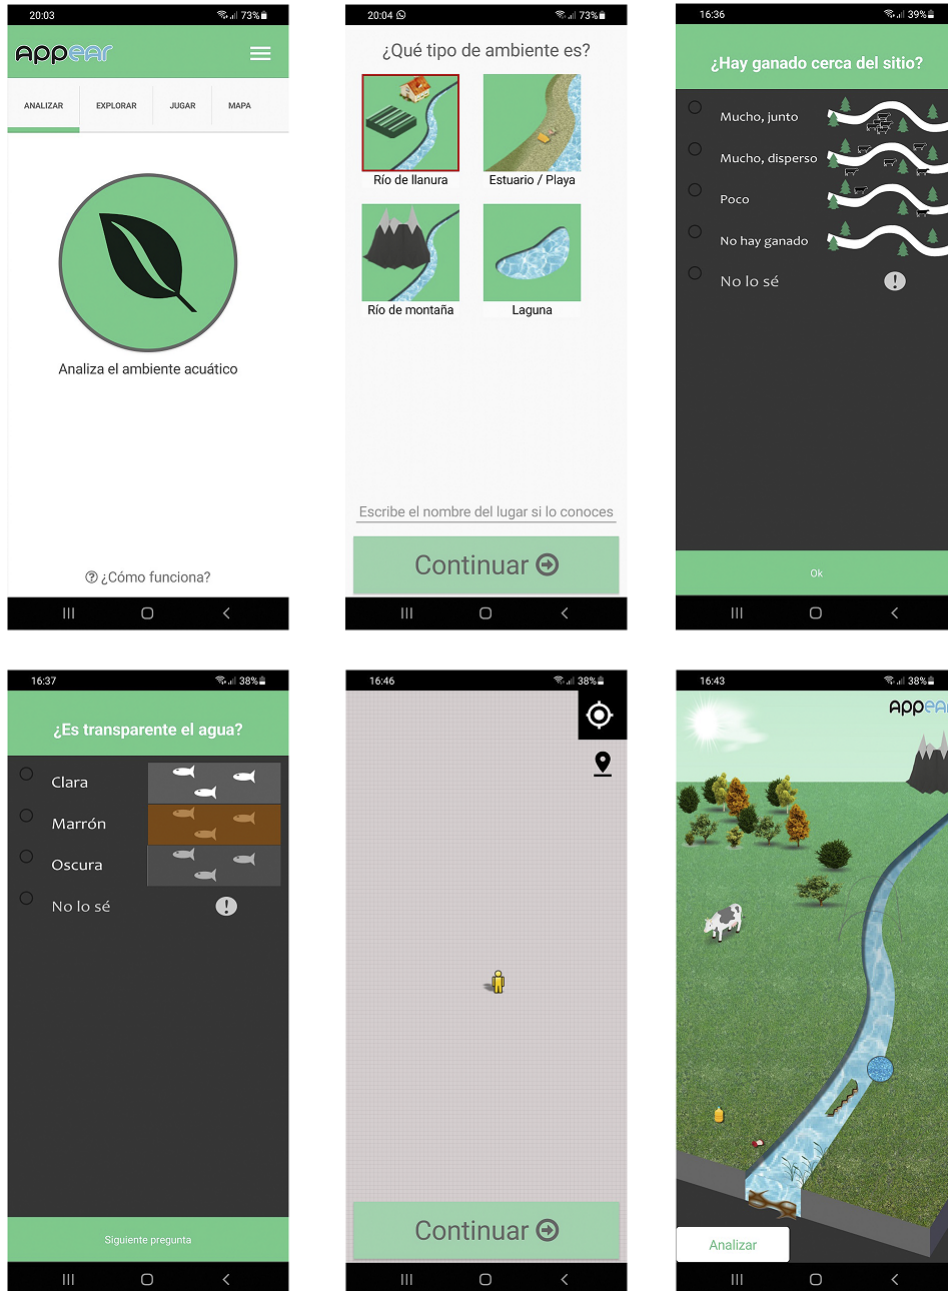 20:03
73%
AppEAR
ANALIZAR
EXPLORAR
JUGAR
MAPA
Analiza el ambiente acuático
¿Cómo funciona?
20:04
73%
¿Qué tipo de ambiente es?
Río de llanura
Estuario / Playa
Río de montaña
Laguna
Escribe el nombre del lugar si lo conoces
Continuar
16:36
39%
¿Hay ganado cerca del sitio?
Mucho, junto
Mucho, disperso
Poco
No hay ganado
No lo sé
Ok
16:37
38%
¿Es transparente el agua?
Clara
Marrón
Oscura
No lo sé
Siguiente pregunta
16:46
38%
Continuar
16:43
38%
AppEA
Analizar